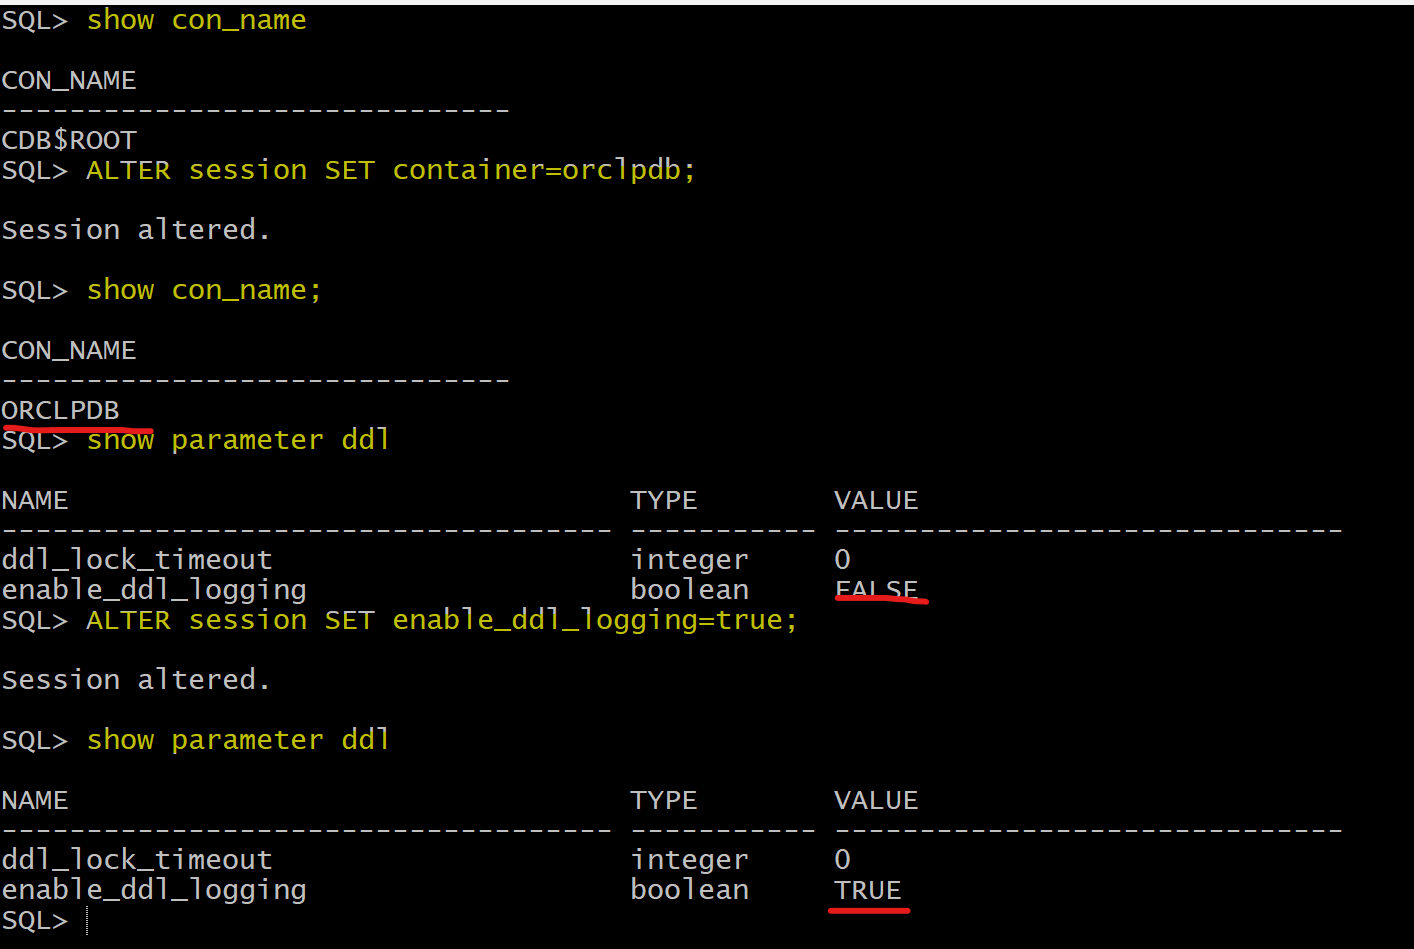 SQL> show con_name
CON_NAME
------------------------------
CDB$ROOT
SQL> ALTER session SET container=orclpdb;
Session altered.
SQL> show con_name;
CON_NAME
------------------------------
ORCLPDB
SQL> show parameter ddl
NAME TYPE VALUE
------------------------------------ ----------- ------------------------------
ddl_lock_timeout integer 0
enable_ddl_logging boolean FALSE
SQL> ALTER session SET enable_ddl_logging=true;
Session altered.
SQL> show parameter ddl
NAME TYPE VALUE
------------------------------------ ----------- ------------------------------
ddl_lock_timeout integer 0
enable_ddl_logging boolean TRUE
SQL>